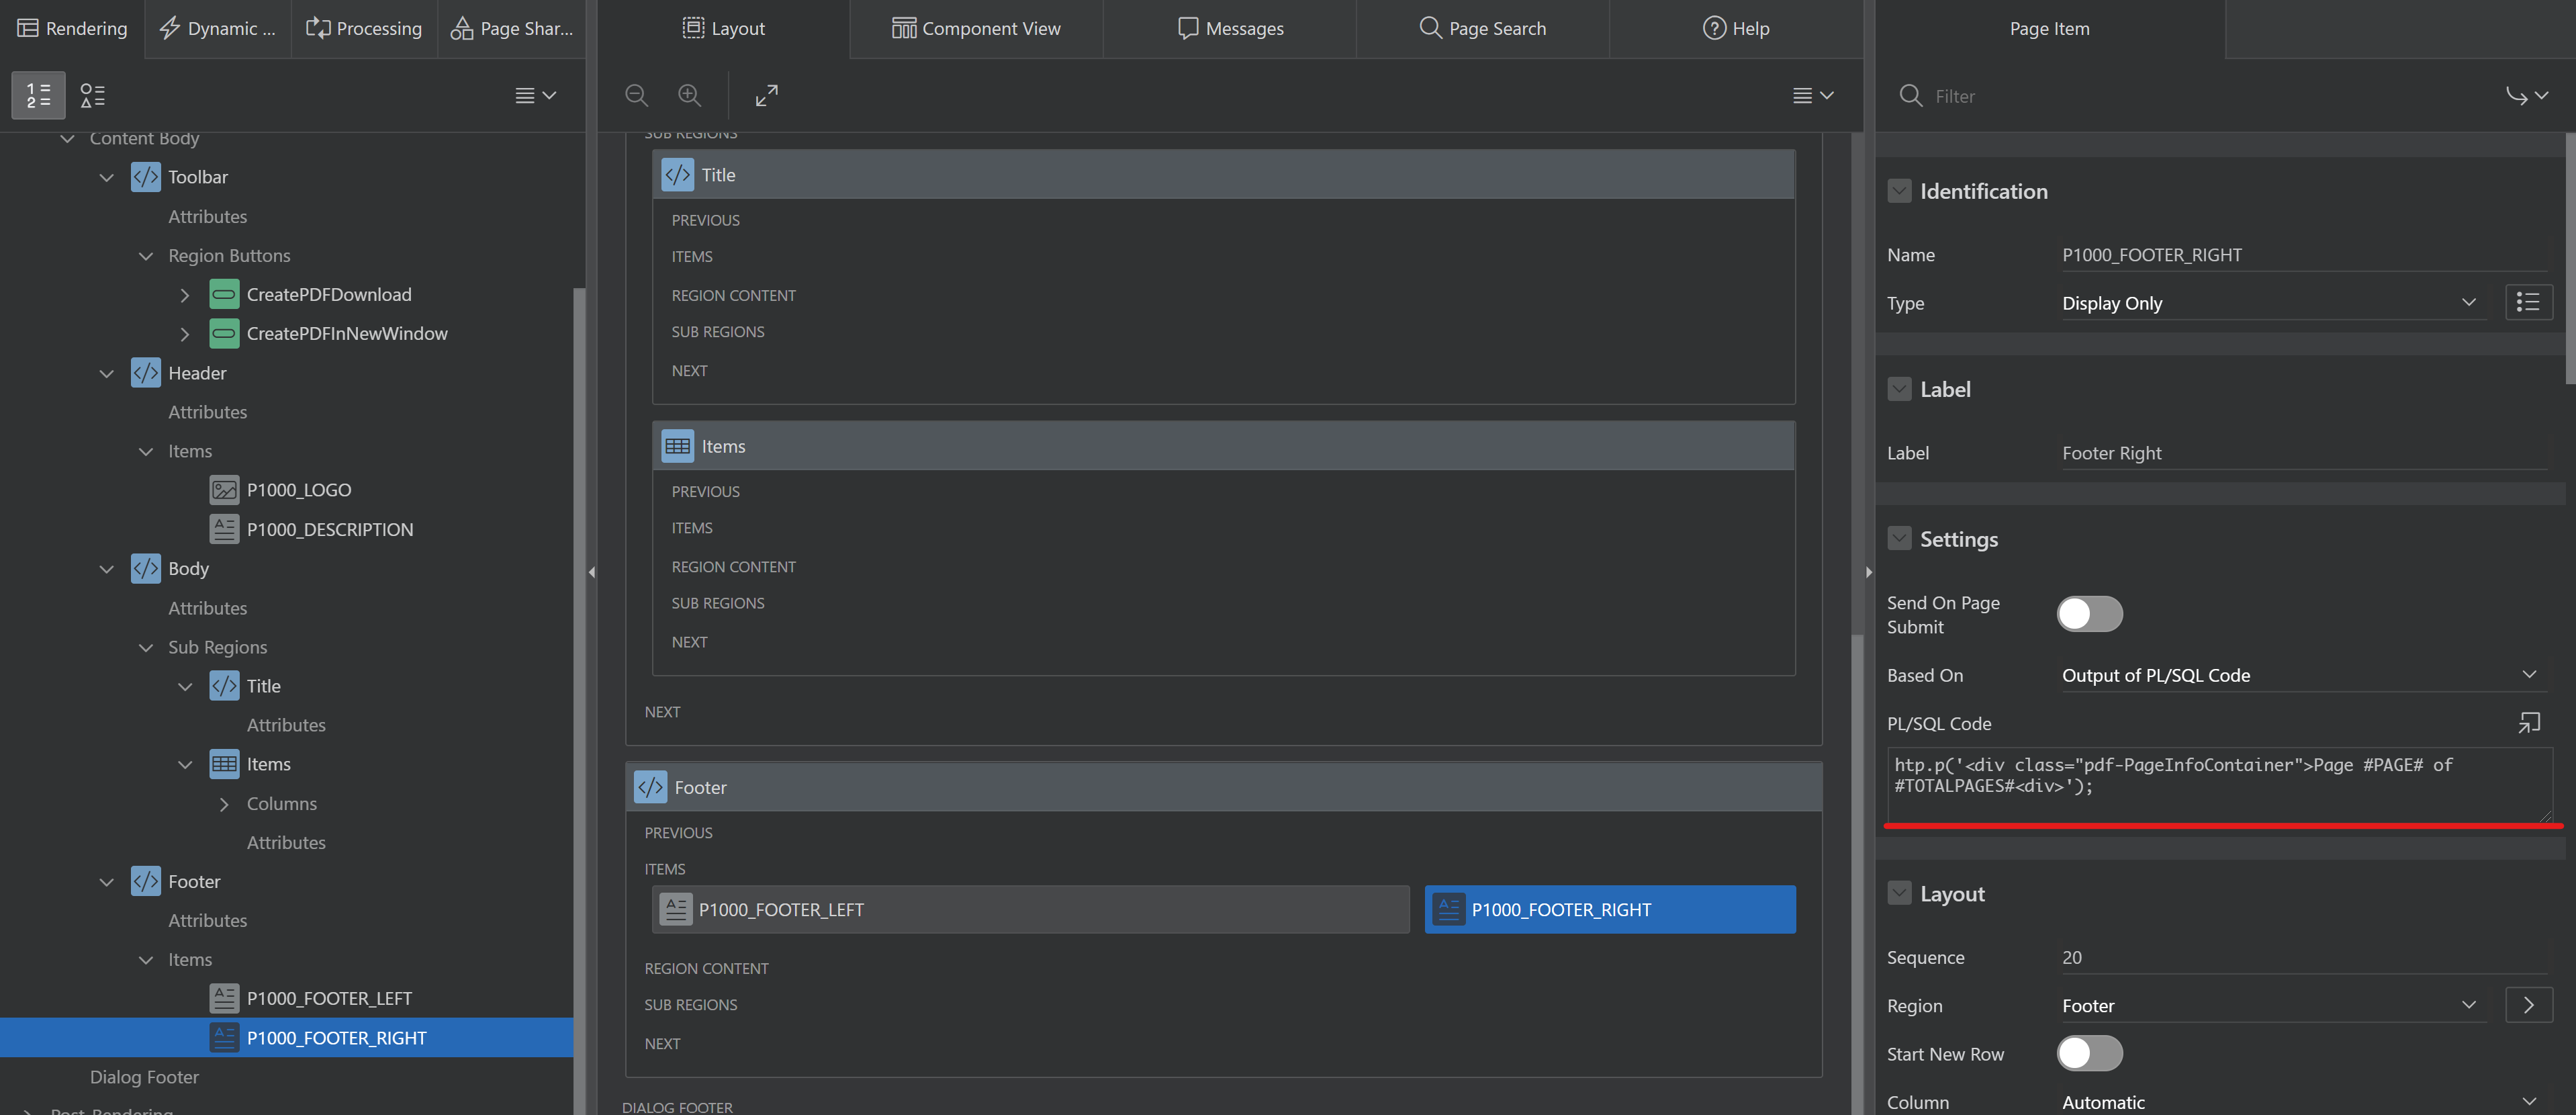 Rendering
Dynamic ...
Processing
Page Shar...
Layout
Component View
Messages
Page Search
Help
Page Item
Filter
Content Body
Toolbar
Attributes
Region Buttons
CreatePDFDownload
CreatePDFInNewWindow
Header
Attributes
Items
P1000_LOGO
P1000_DESCRIPTION
Body
Attributes
Sub Regions
Title
Attributes
Items
Columns
Attributes
Footer
Attributes
Items
P1000_FOOTER_LEFT
P1000_FOOTER_RIGHT
Dialog Footer
Post-Rendering
SUB REGIONS
Title
PREVIOUS
ITEMS
REGION CONTENT
SUB REGIONS
NEXT
Items
PREVIOUS
ITEMS
REGION CONTENT
SUB REGIONS
NEXT
NEXT
Footer
PREVIOUS
ITEMS
P1000_FOOTER_LEFT
P1000_FOOTER_RIGHT
REGION CONTENT
SUB REGIONS
NEXT
DIALOG FOOTER
Identification
Name P1000_FOOTER_RIGHT
Type Display Only
Label
Label Footer Right
Settings
Send On Page
Submit
Based On Output of PL/SQL Code
PL/SQL Code
htp.p('<div class="pdf-PageInfoContainer">Page #PAGE# of
#TOTALPAGES#<div>');
Layout
Sequence 20
Region Footer
Start New Row
Column Automatic